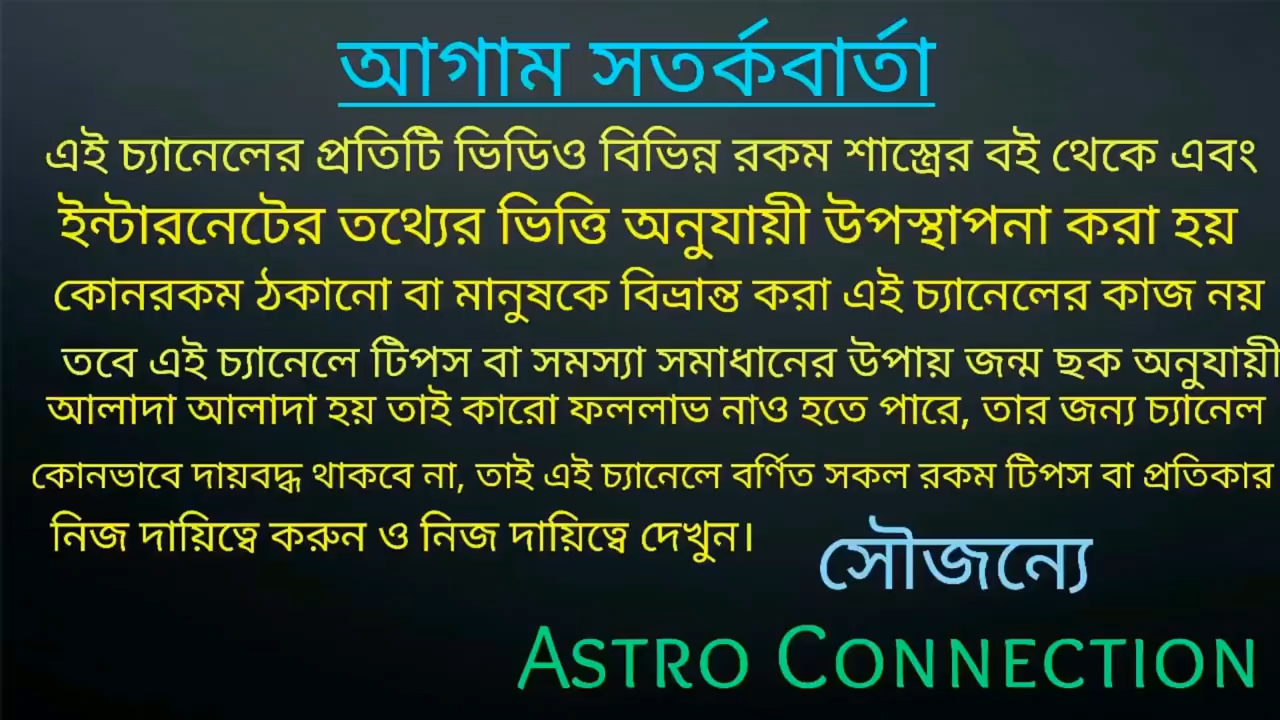 আগাম সতর্কবার্তা
এই চ্যানেলের প্রতিটি ভিডিও বিভিন্ন রকম শাস্ত্রের বই থেকে এবং
ইন্টারনেটের তথ্যের ভিত্তি অনুযায়ী উপস্থাপনা করা হয়
কোনরকম ঠকানো বা মানুষকে বিভ্রান্ত করা এই চ্যানেলের কাজ নয়
তবে এই চ্যানেলে টিপস বা সমস্যা সমাধানের উপায় জন্ম ছক অনুযায়ী
আলাদা আলাদা হয় তাই কারো ফললাভ নাও হতে পারে, তার জন্য চ্যানেল
কোনভাবে দায়বদ্ধ থাকবে না, তাই এই চ্যানেলে বর্ণিত সকল রকম টিপস বা প্রতিকার
নিজ দায়িত্বে করুন ও নিজ দায়িত্বে দেখুন।
সৌজন্যে
ASTRO CONNECTION